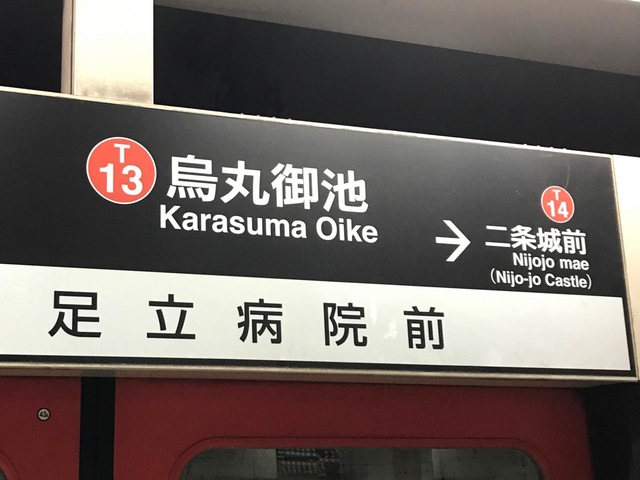 T
13
烏丸御池
Karasuma Oike
→
T
14
二条城前
Nijojo mae
(Nijo-jo Castle)
足立病院前